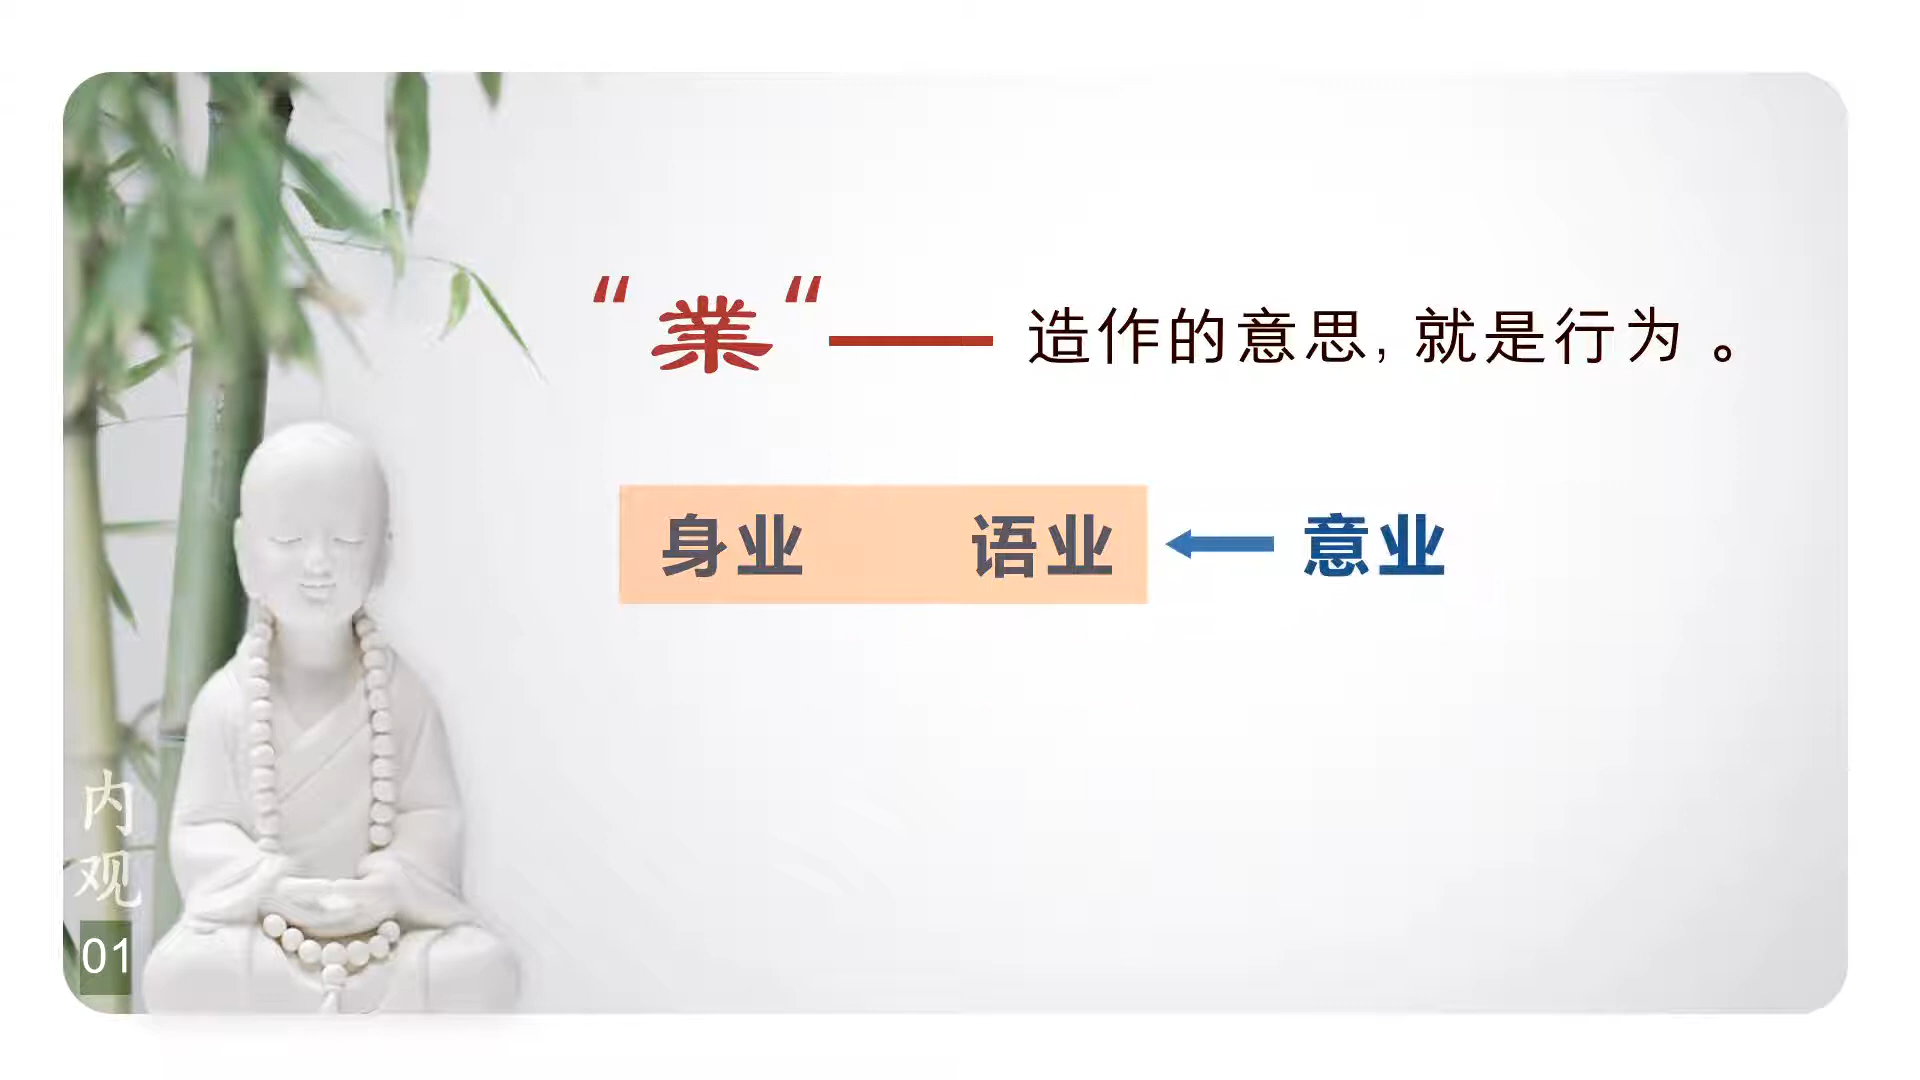 “業“——造作的意思，就是行为。
身业 语业 ← 意业
内观
01